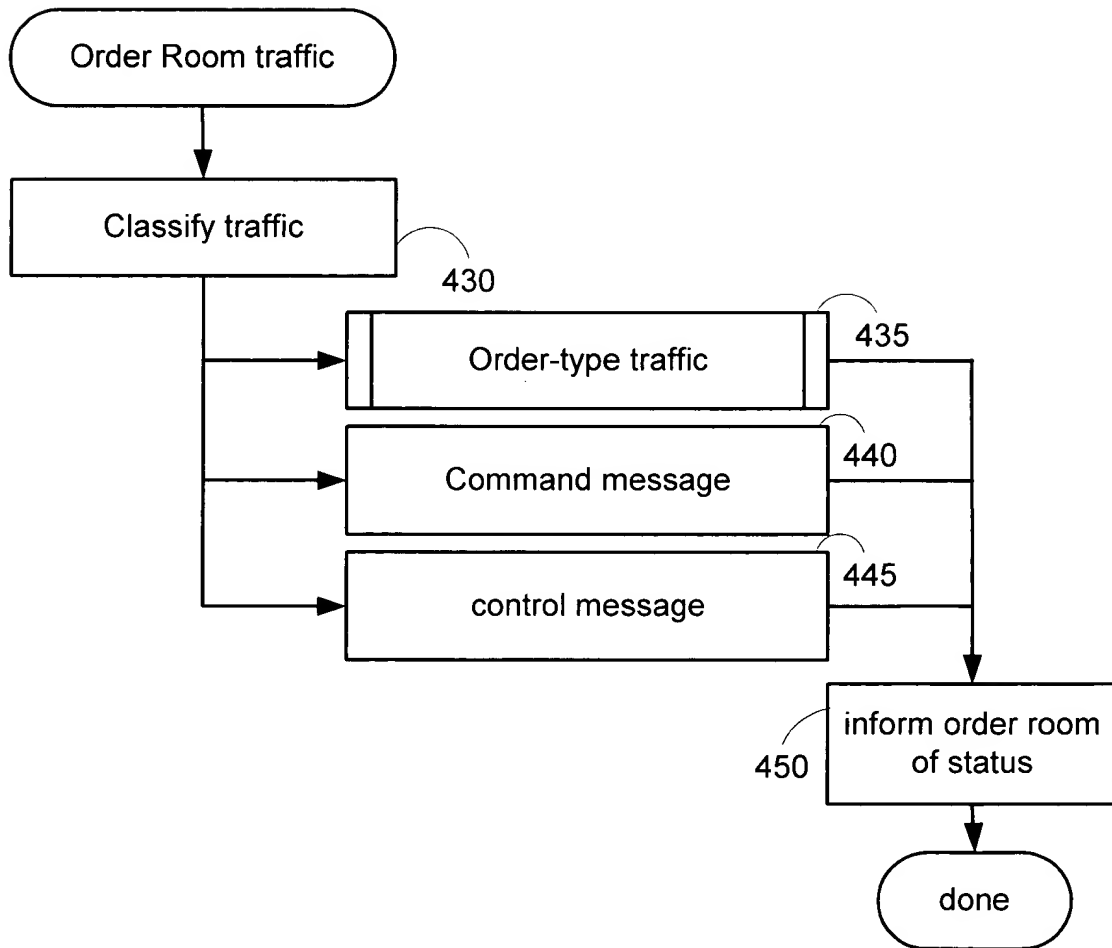 Order Room traffic
Classify traffic
430
Order-type traffic
435
Command message
440
control message
445
inform order room
of status
450
done